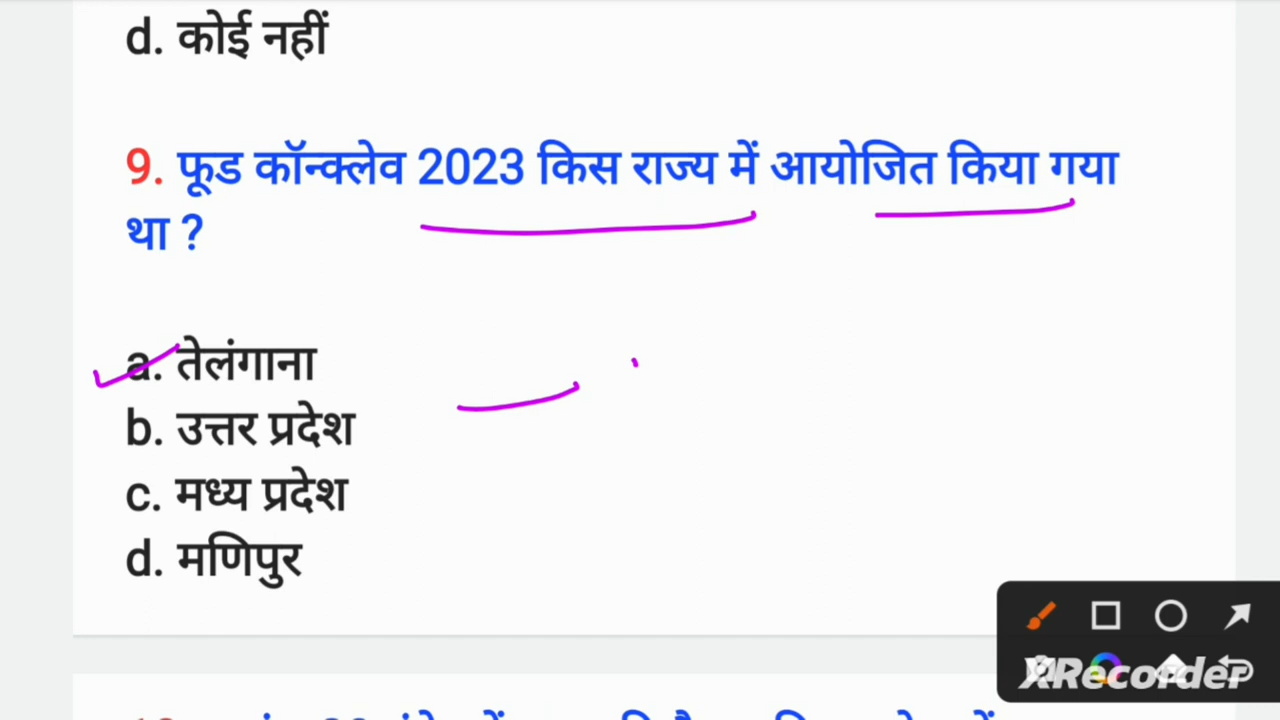 d. कोई नहीं
9. फूड कॉन्क्लेव 2023 किस राज्य में आयोजित किया गया
था ?
a. तेलंगाना
b. उत्तर प्रदेश
c. मध्य प्रदेश
d. मणिपुर
XRecorder